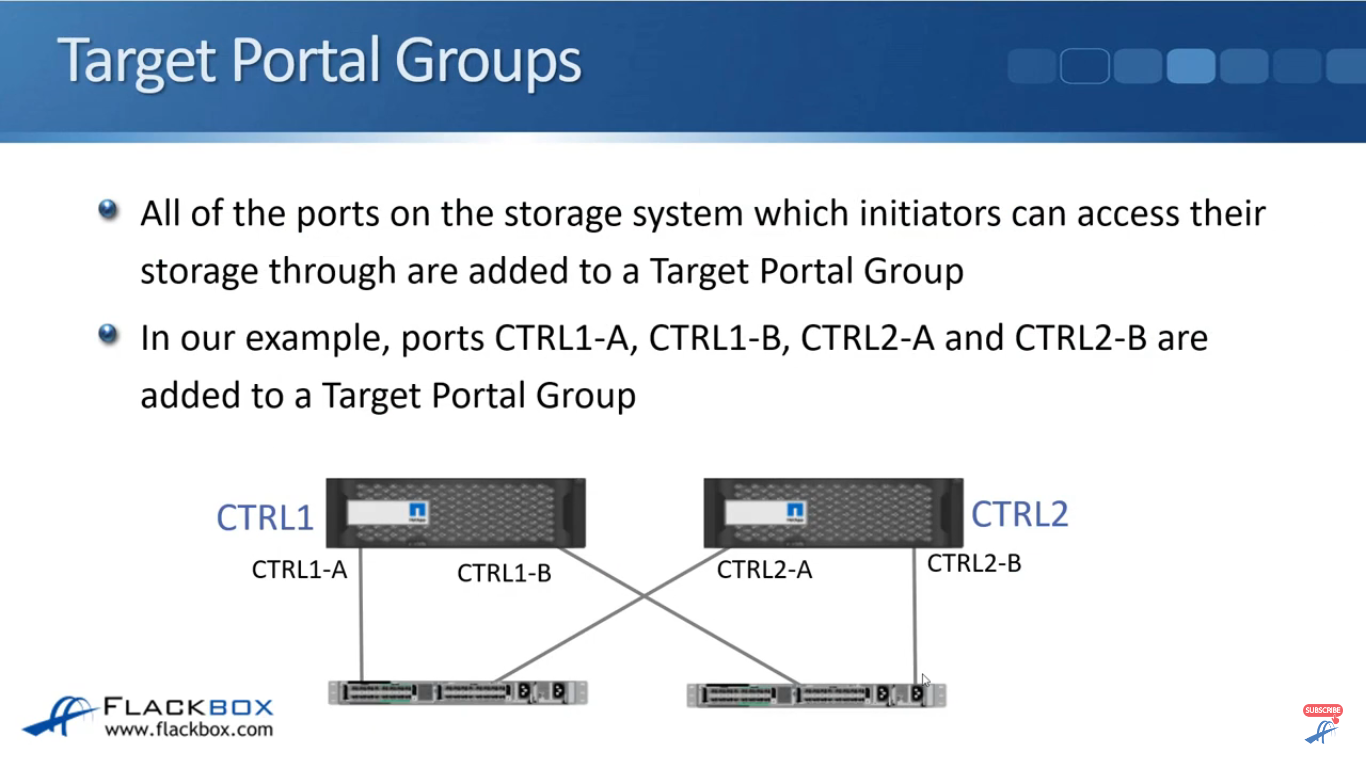 Target Portal Groups
All of the ports on the storage system which initiators can access their
storage through are added to a Target Portal Group
In our example, ports CTRL1-A, CTRL1-B, CTRL2-A and CTRL2-B are
added to a Target Portal Group
CTRL1
CTRL2
CTRL1-A
CTRL1-B
CTRL2-A
CTRL2-B
FLACKBOX
www.flackbox.com
SUBSCRIBE